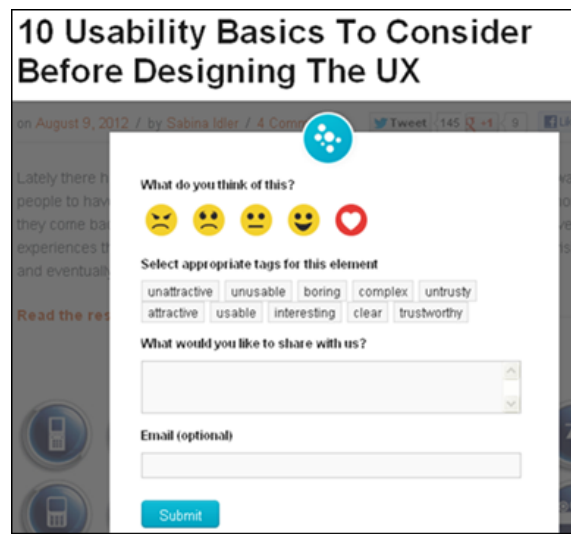 10 Usability Basics To Consider
Before Designing The UX
on August 9, 2012 / by Sabina Idler / 4 Comm
Tweet 145 +1 9
What do you think of this?
Lately there h
people to hav
they come ba
experiences th
and eventually
Select appropriate tags for this element
unattractive unusable boring complex untrusty
attractive usable interesting clear trustworthy
Read the res
What would you like to share with us?
Email (optional)
Submit